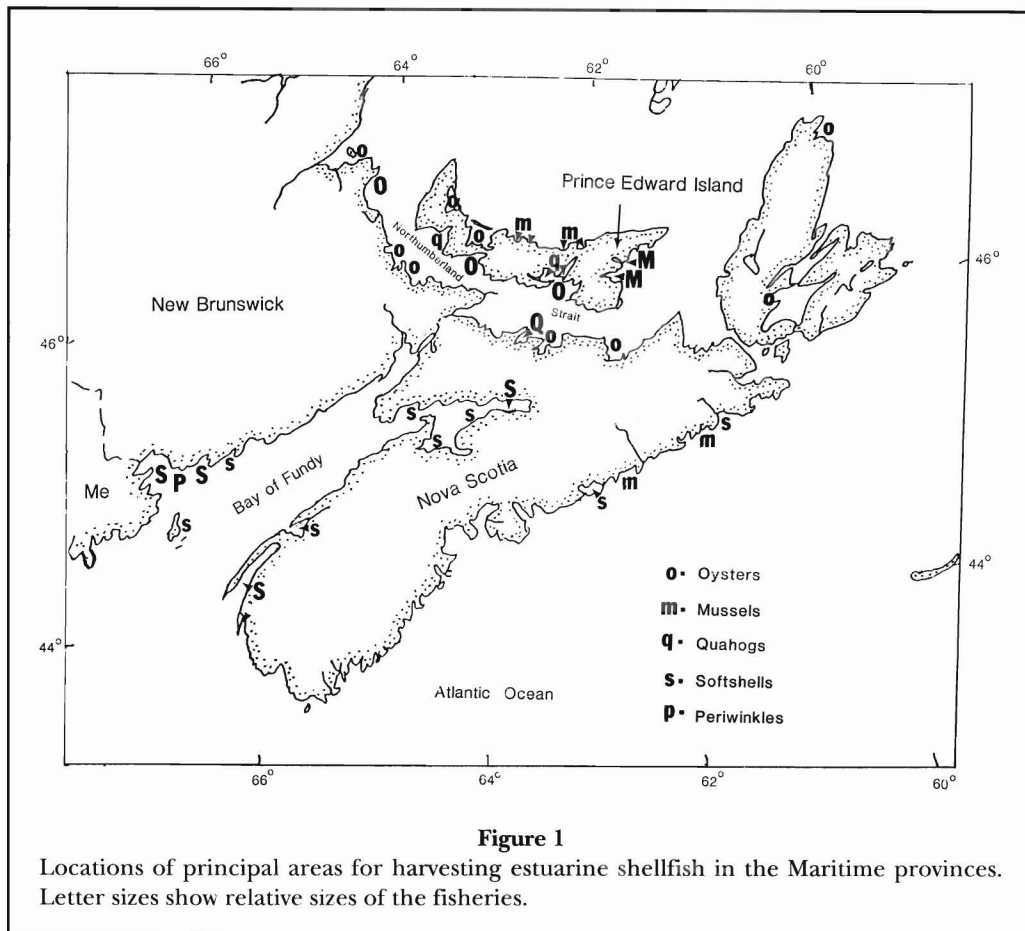 66° 64° 62° 60°
o
o
O
Prince Edward Island
o
m
m
q
o
Northumberland
q
M
46°
o
O
M
o
O
o
New Brunswick
Strait
Q
46°
o
o
S
s
s
s
m
s
s
S
P
S
Me
Bay of Fundy
Nova Scotia
m
s
s
s
44°
o - Oysters
S
m - Mussels
44°
q - Quahogs
Atlantic Ocean
s - Softshells
p - Periwinkles
66° 64° 62° 60°
Figure 1
Locations of principal areas for harvesting estuarine shellfish in the Maritime provinces.
Letter sizes show relative sizes of the fisheries.